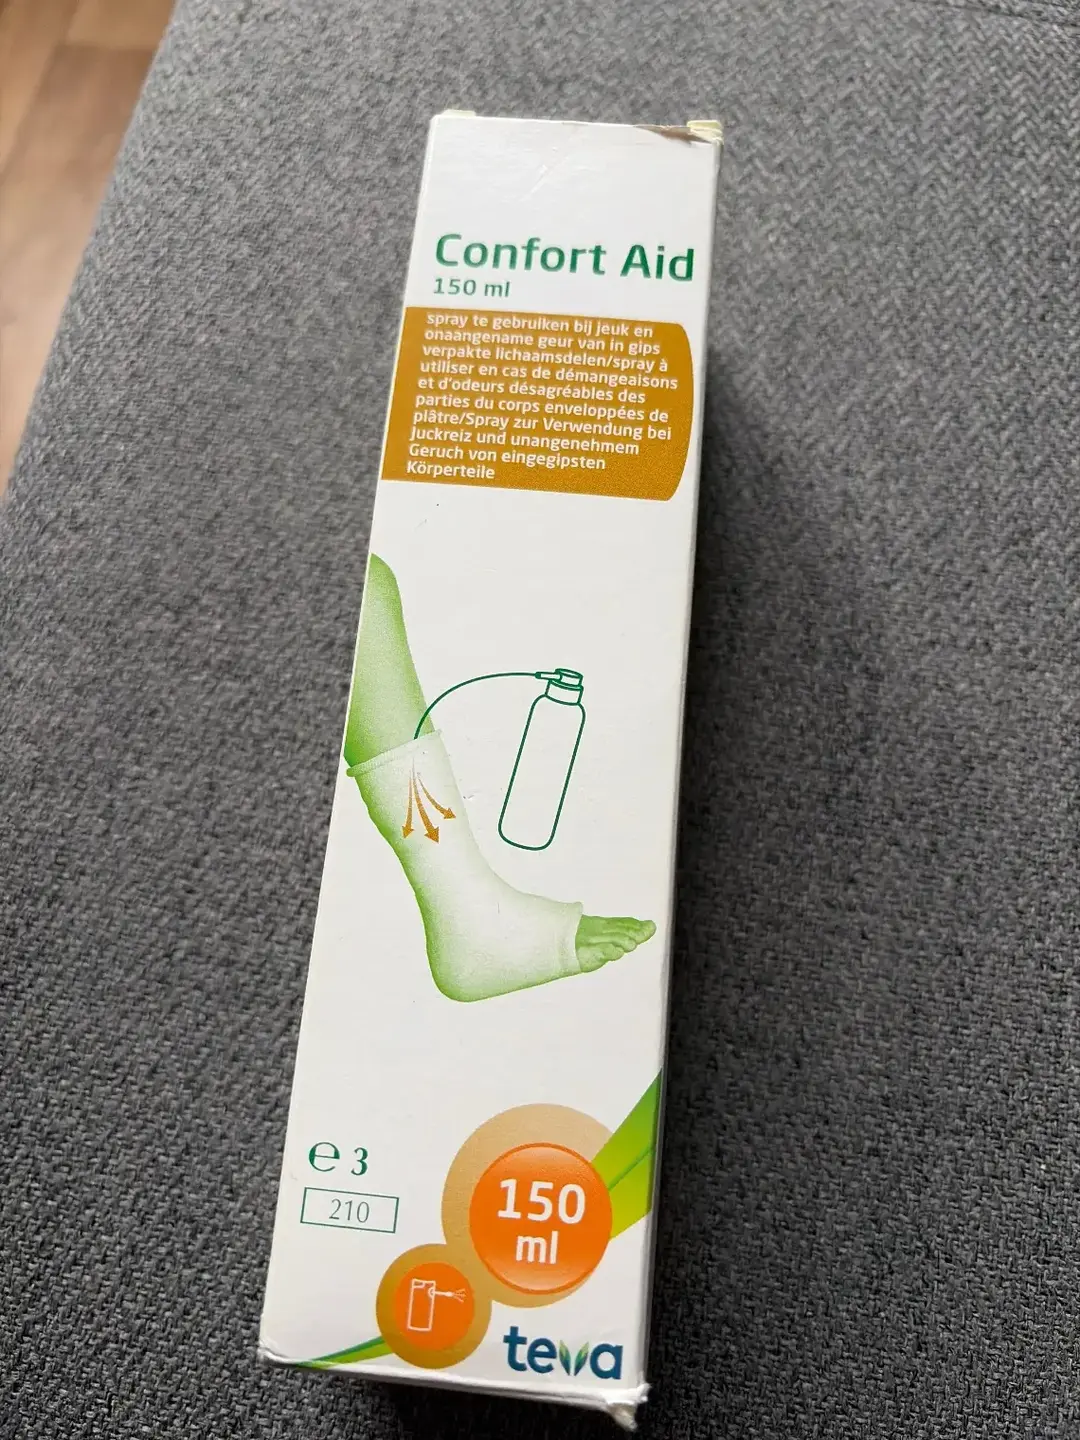 Confort Aid
150 ml
spray te gebruiken bij jeuk en
onaangename geur van in gips
verpakte lichaamsdelen/spray à
utiliser en cas de démangeaisons
et d'odeurs désagréables des
parties du corps enveloppées de
plâtre/Spray zur Verwendung bei
Juckreiz und unangenehmem
Geruch von eingegipsten
Körperteile
℮ 3
210
150
ml
teva